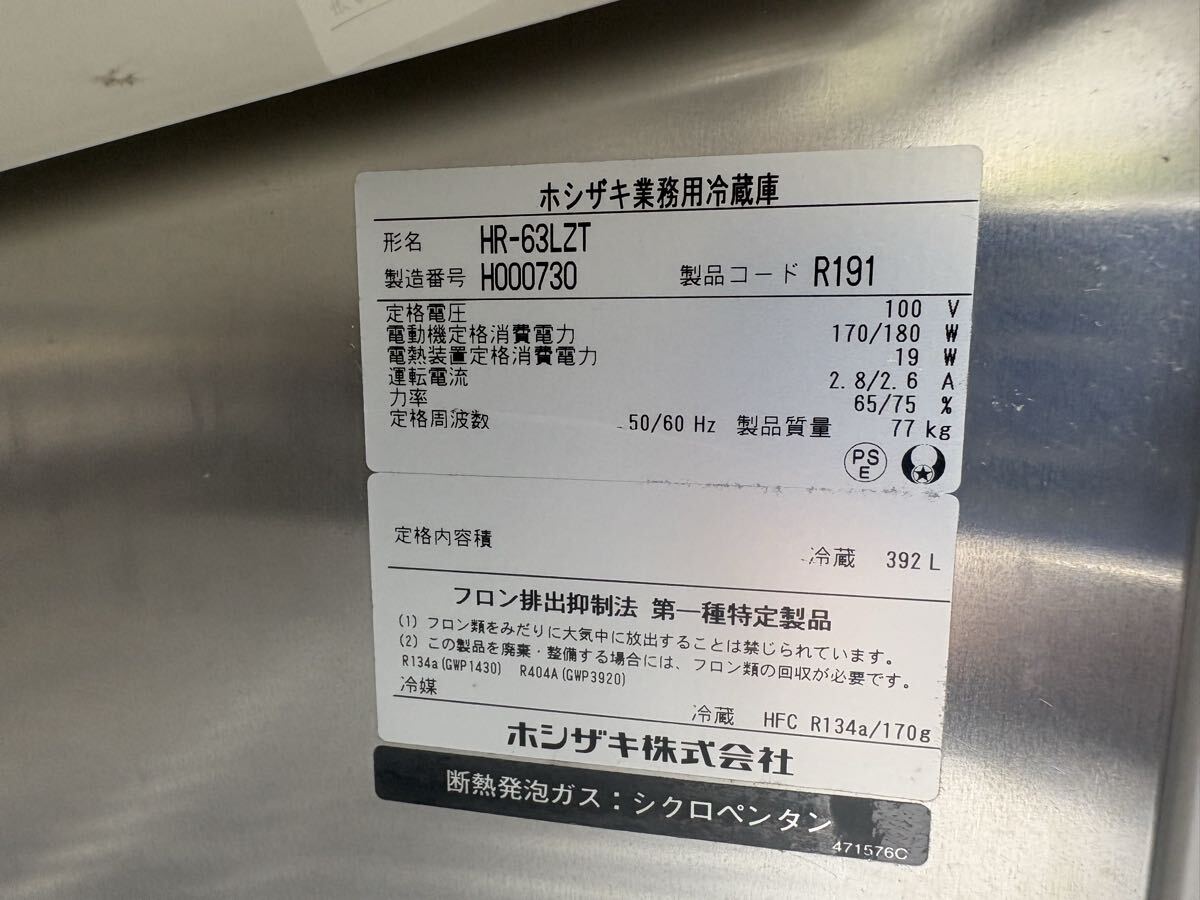 ホシザキ業務用冷蔵庫
形名 HR-63LZT
製造番号 H000730 製品コード R191
定格電圧 100 V
電動機定格消費電力 170/180 W
電熱装置定格消費電力 19 W
運転電流 2.8/2.6 A
力率 65/75 %
定格周波数 50/60 Hz 製品質量 77 kg
PS
E
定格内容積 冷蔵 392 L
フロン排出抑制法 第一種特定製品
(1) フロン類をみだりに大気中に放出することは禁じられています。
(2) この製品を廃棄・整備する場合には、フロン類の回収が必要です。
R134a(GWP1430) R404A(GWP3920)
冷媒 冷蔵 HFC R134a/170g
ホシザキ株式会社
断熱発泡ガス：シクロペンタン
471576C